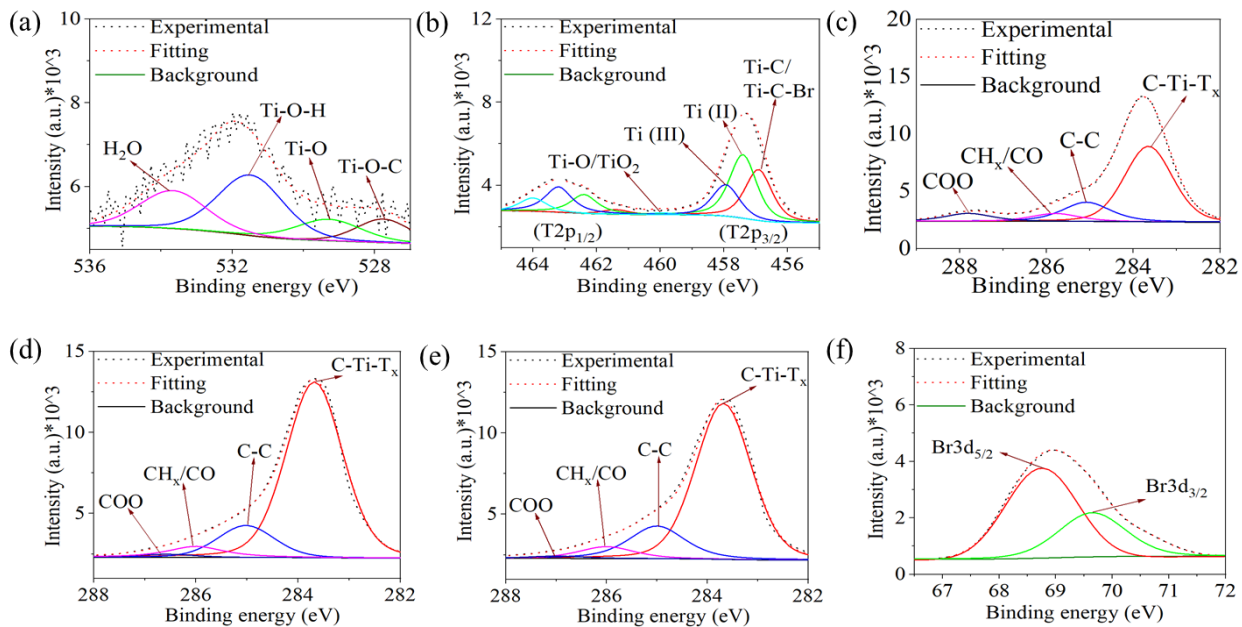 (a)
10
8
6
Intensity (a.u.)*10^3
Experimental
Fitting
Background
H₂O
Ti-O-H
Ti-O
Ti-O-C
536
531
528
Binding energy (eV)
(b)
12
8
4
Intensity (a.u.)*10^3
Experimental
Fitting
Background
Ti-C/
Ti-C-Br
Ti (II)
Ti (III)
Ti-O/TiO₂
(T2p₁/₂)
(T2p₃/₂)
464
462
460
458
456
Binding energy (eV)
(c)
20
15
10
5
0
Intensity (a.u.)*10^3
Experimental
Fitting
Background
C-Ti-Tₓ
C-C
CHₓ/CO
COO
288
286
284
282
Binding energy (eV)
(d)
15
10
5
Intensity (a.u.)*10^3
Experimental
Fitting
Background
C-Ti-Tₓ
C-C
CHₓ/CO
COO
288
286
284
282
Binding energy (eV)
(e)
15
10
5
Intensity (a.u.)*10^3
Experimental
Fitting
Background
C-Ti-Tₓ
C-C
CHₓ/CO
COO
288
286
284
282
Binding energy (eV)
(f)
8
6
4
2
0
Intensity (a.u.)*10^3
Experimental
Fitting
Background
Br3d₅/₂
Br3d₃/₂
67
68
69
70
71
72
Binding energy (eV)